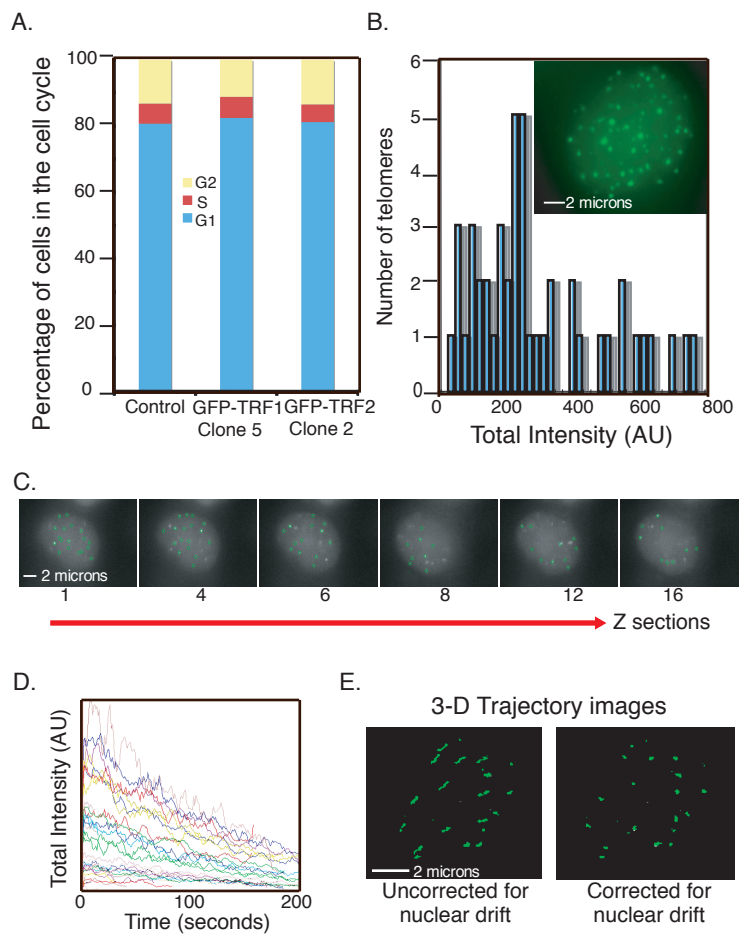 A.
Percentage of cells in the cell cycle
100
80
60
40
20
0
G2
S
G1
Control
GFP-TRF1
Clone 5
GFP-TRF2
Clone 2
B.
Number of telomeres
6
5
4
3
2
1
0
2 microns
0
200
400
600
800
Total Intensity (AU)
C.
2 microns
1
4
6
8
12
16
Z sections
D.
Total Intensity (AU)
0
200
Time (seconds)
E.
3-D Trajectory images
2 microns
Uncorrected for
nuclear drift
Corrected for
nuclear drift